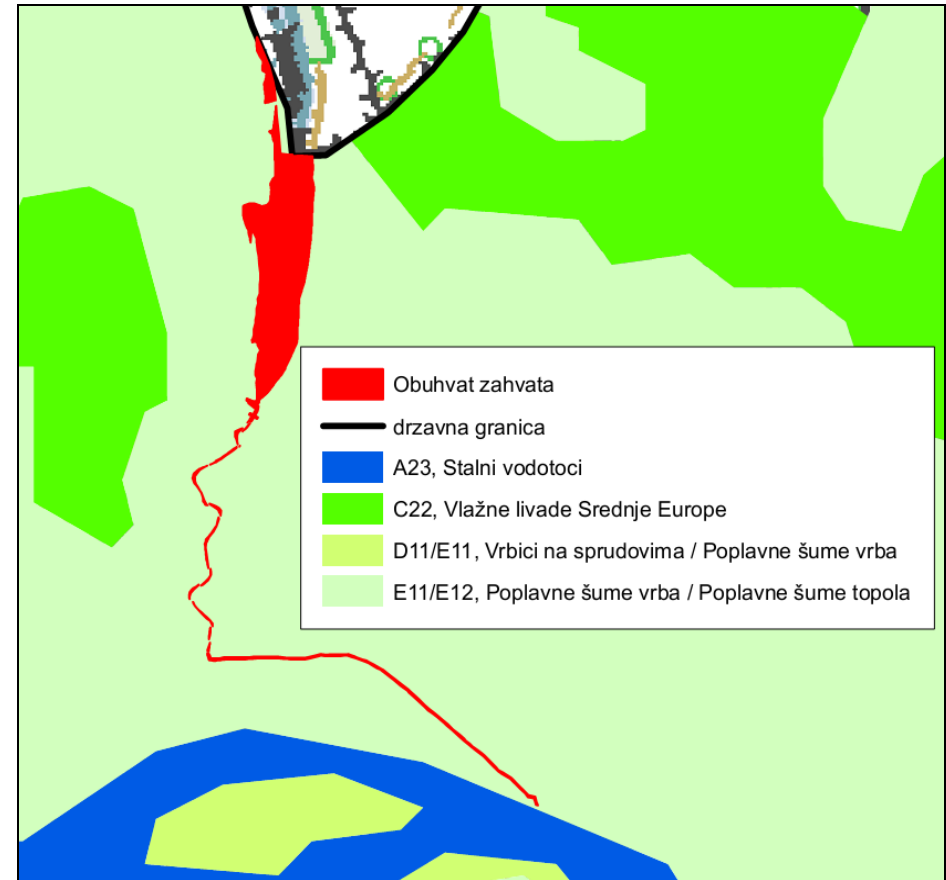 Obuhvat zahvata
drzavna granica
A23, Stalni vodotoci
C22, Vlažne livade Srednje Europe
D11/E11, Vrbici na sprudovima / Poplavne šume vrba
E11/E12, Poplavne šume vrba / Poplavne šume topola